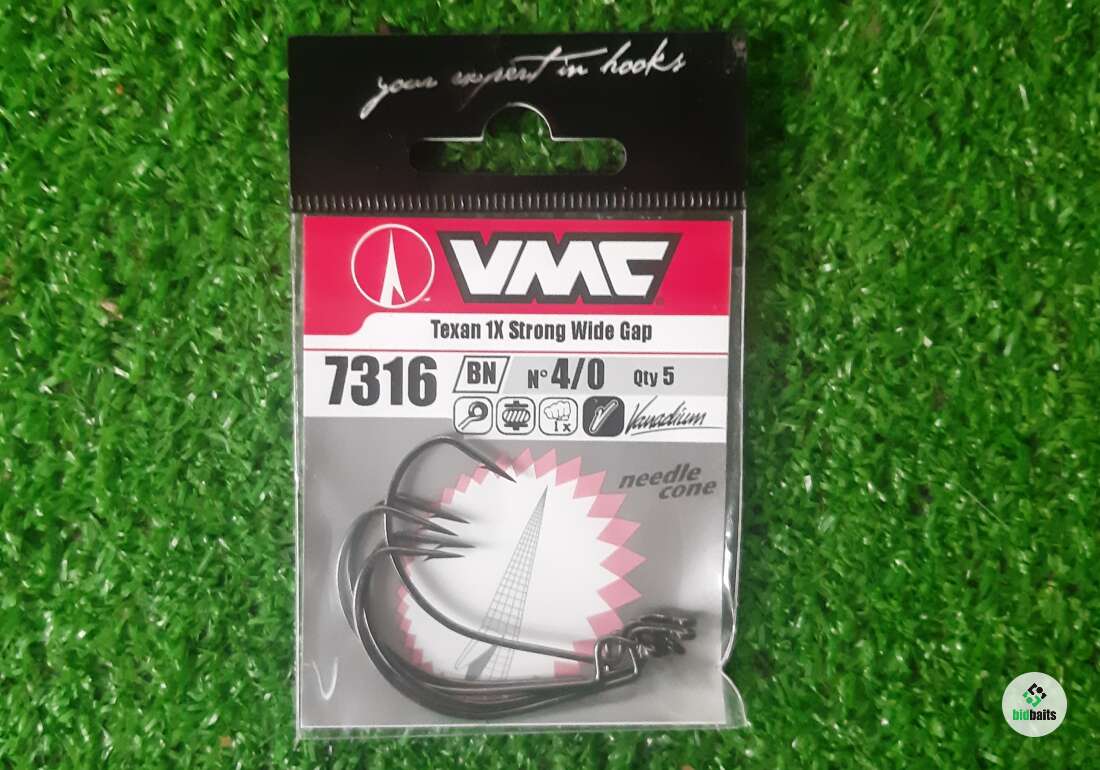 your expert in hooks
VMC
Texan 1X Strong Wide Gap
7316 BN N° 4/0 Qty 5
1x Vanadium
needle
cone
bidbaits